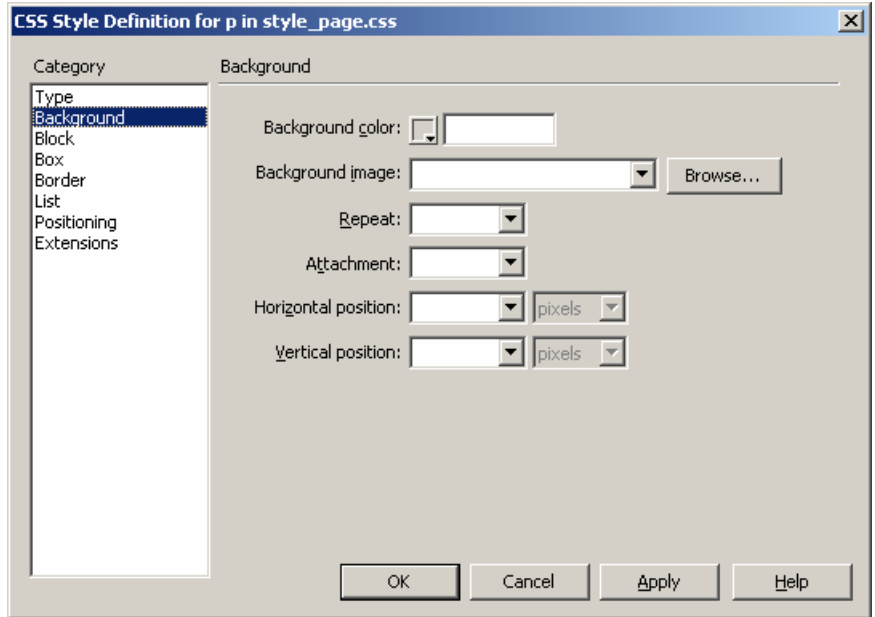 CSS Style Definition for p in style_page.css
Category
Background
Type
Background
Block
Box
Border
List
Positioning
Extensions
Background color:
Background image:
Browse...
Repeat:
Attachment:
Horizontal position:
pixels
Vertical position:
pixels
OK
Cancel
Apply
Help